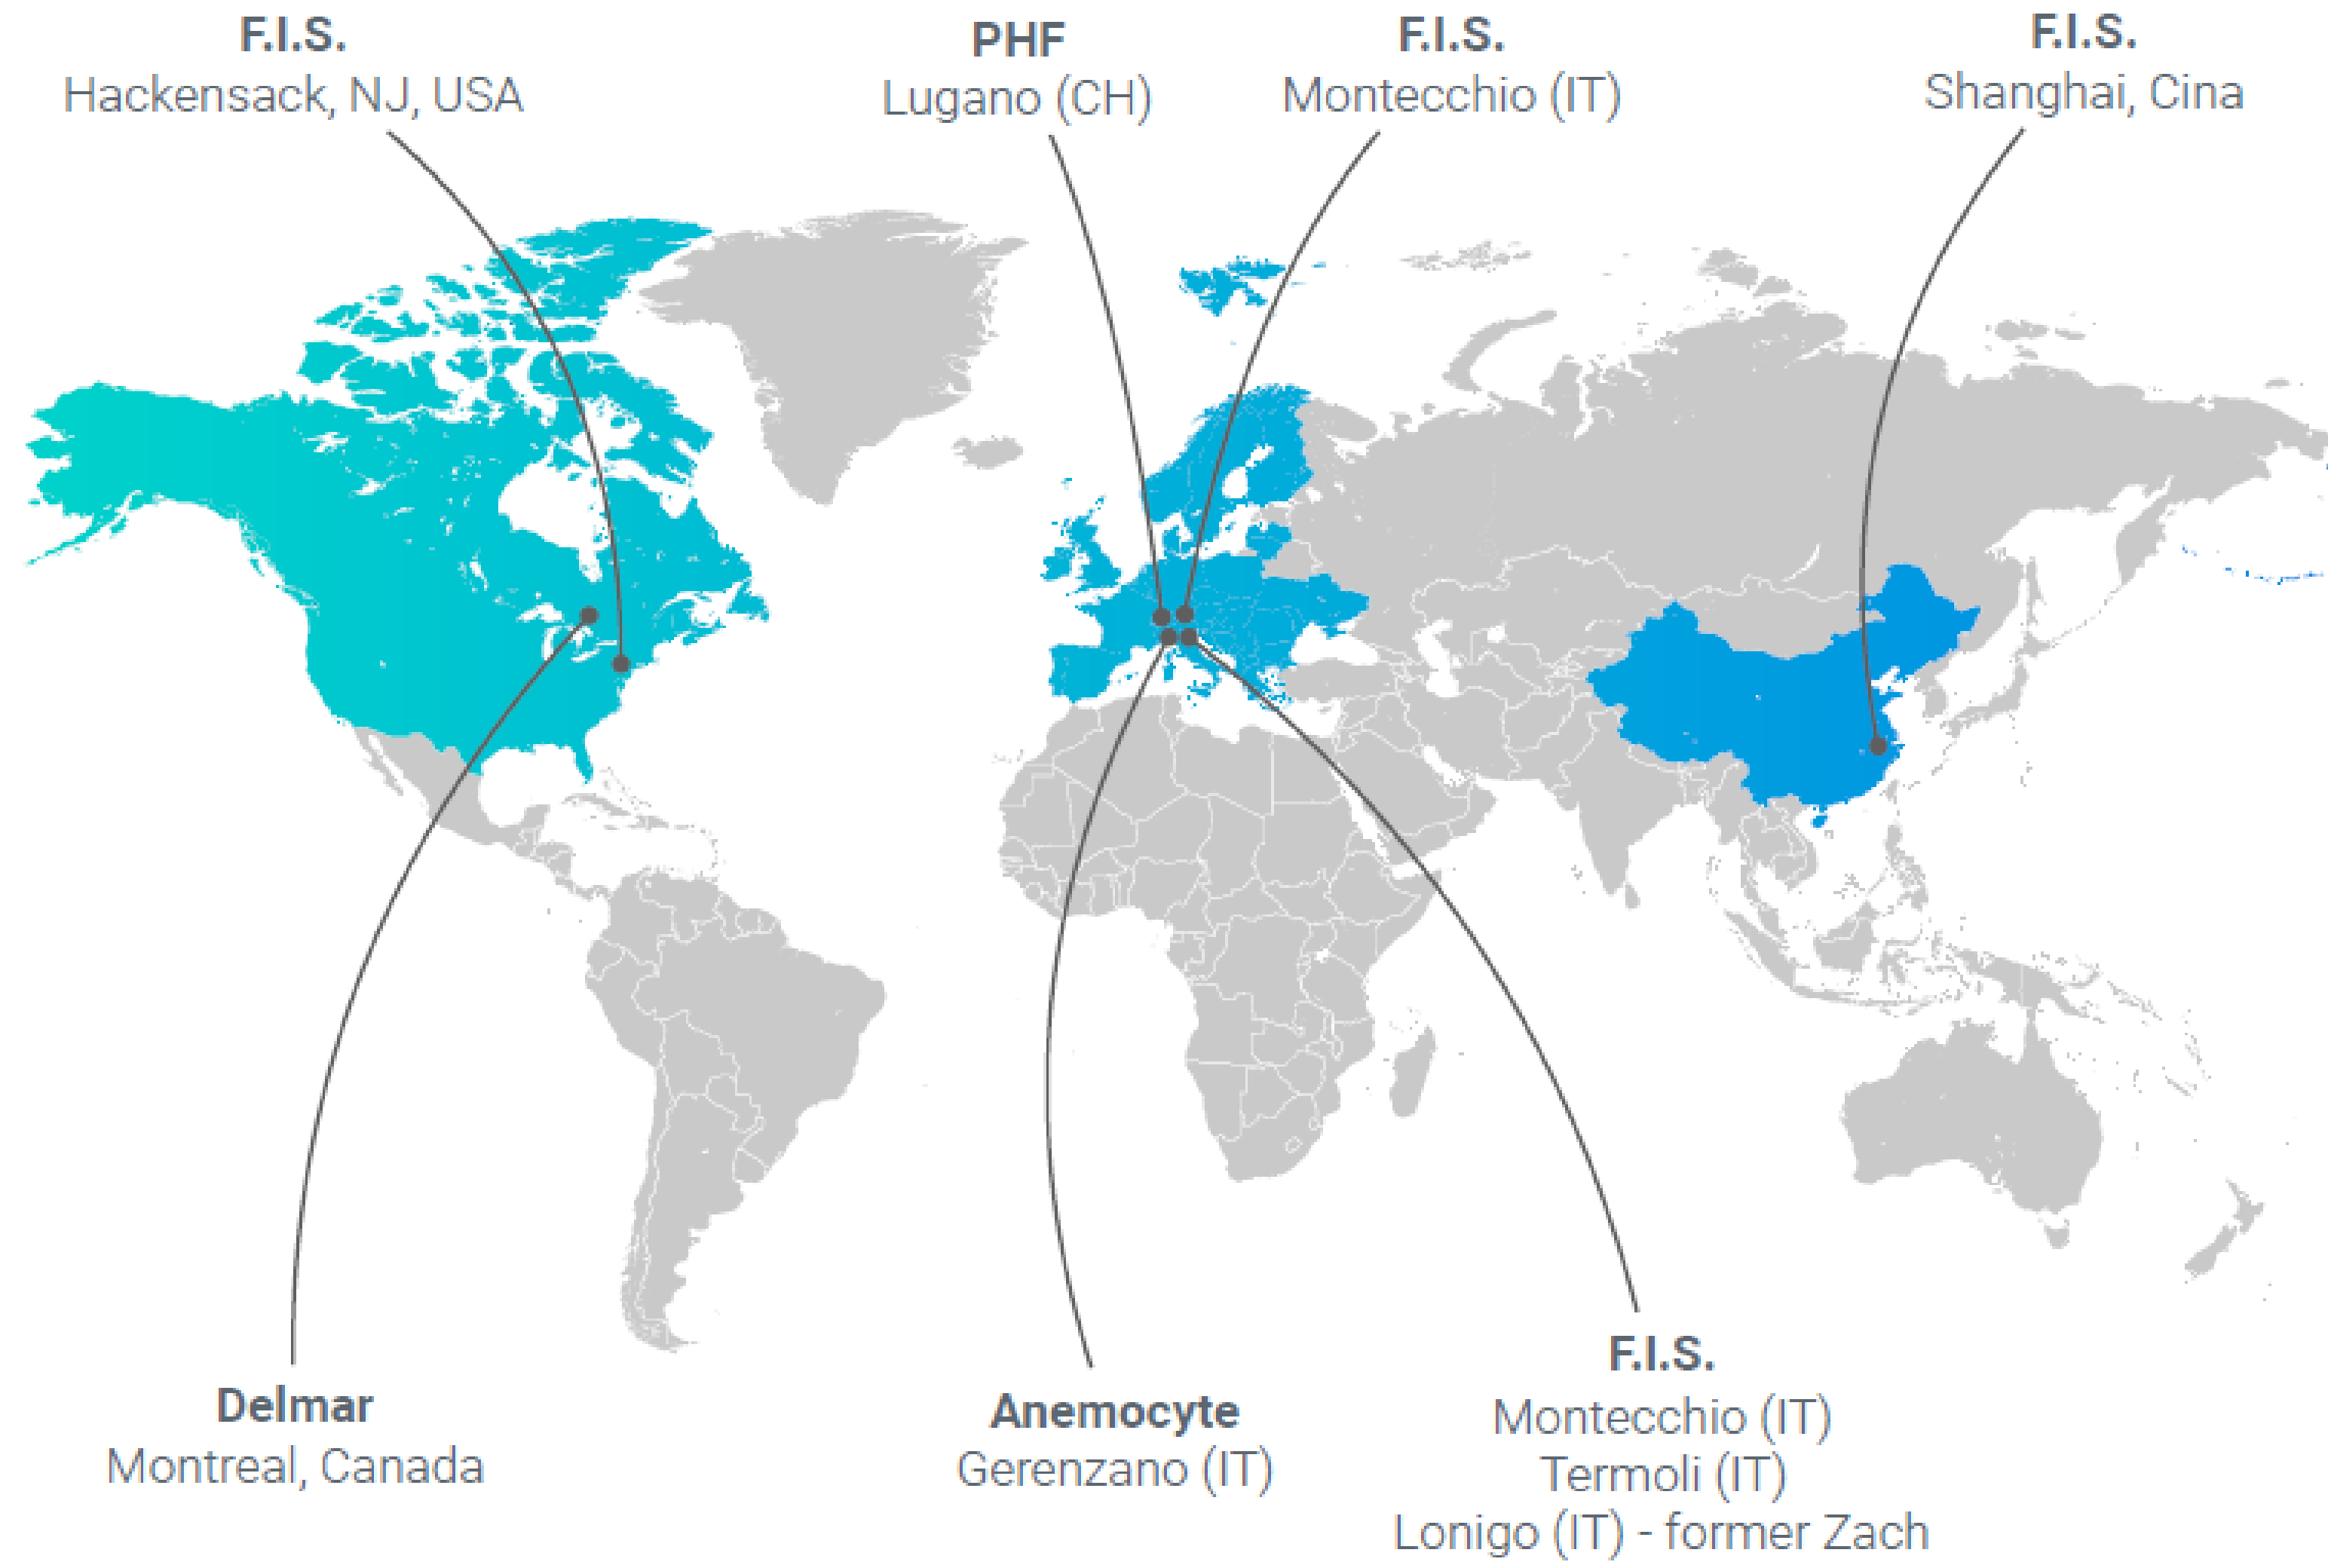 F.I.S.
Hackensack, NJ, USA
PHF
Lugano (CH)
F.I.S.
Montecchio (IT)
F.I.S.
Shanghai, Cina
Delmar
Montreal, Canada
Anemocyte
Gerenzano (IT)
F.I.S.
Montecchio (IT)
Termoli (IT)
Lonigo (IT) - former Zach